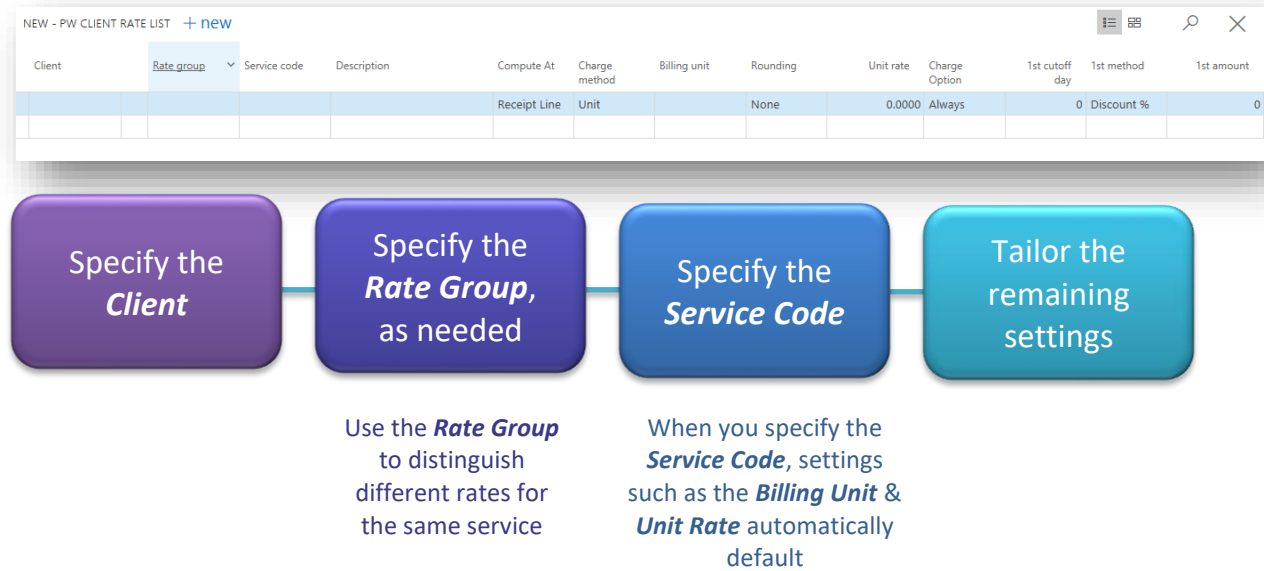 NEW - PW CLIENT RATE LIST + new
Client Rate group Service code Description Compute At Charge method Billing unit Rounding Unit rate Charge Option 1st cutoff day 1st method 1st amount
Receipt Line Unit None 0.0000 Always 0 Discount % 0
Specify the
Client
Specify the
Rate Group,
as needed
Specify the
Service Code
Tailor the
remaining
settings
Use the Rate Group
to distinguish
different rates for
the same service
When you specify the
Service Code, settings
such as the Billing Unit &
Unit Rate automatically
default